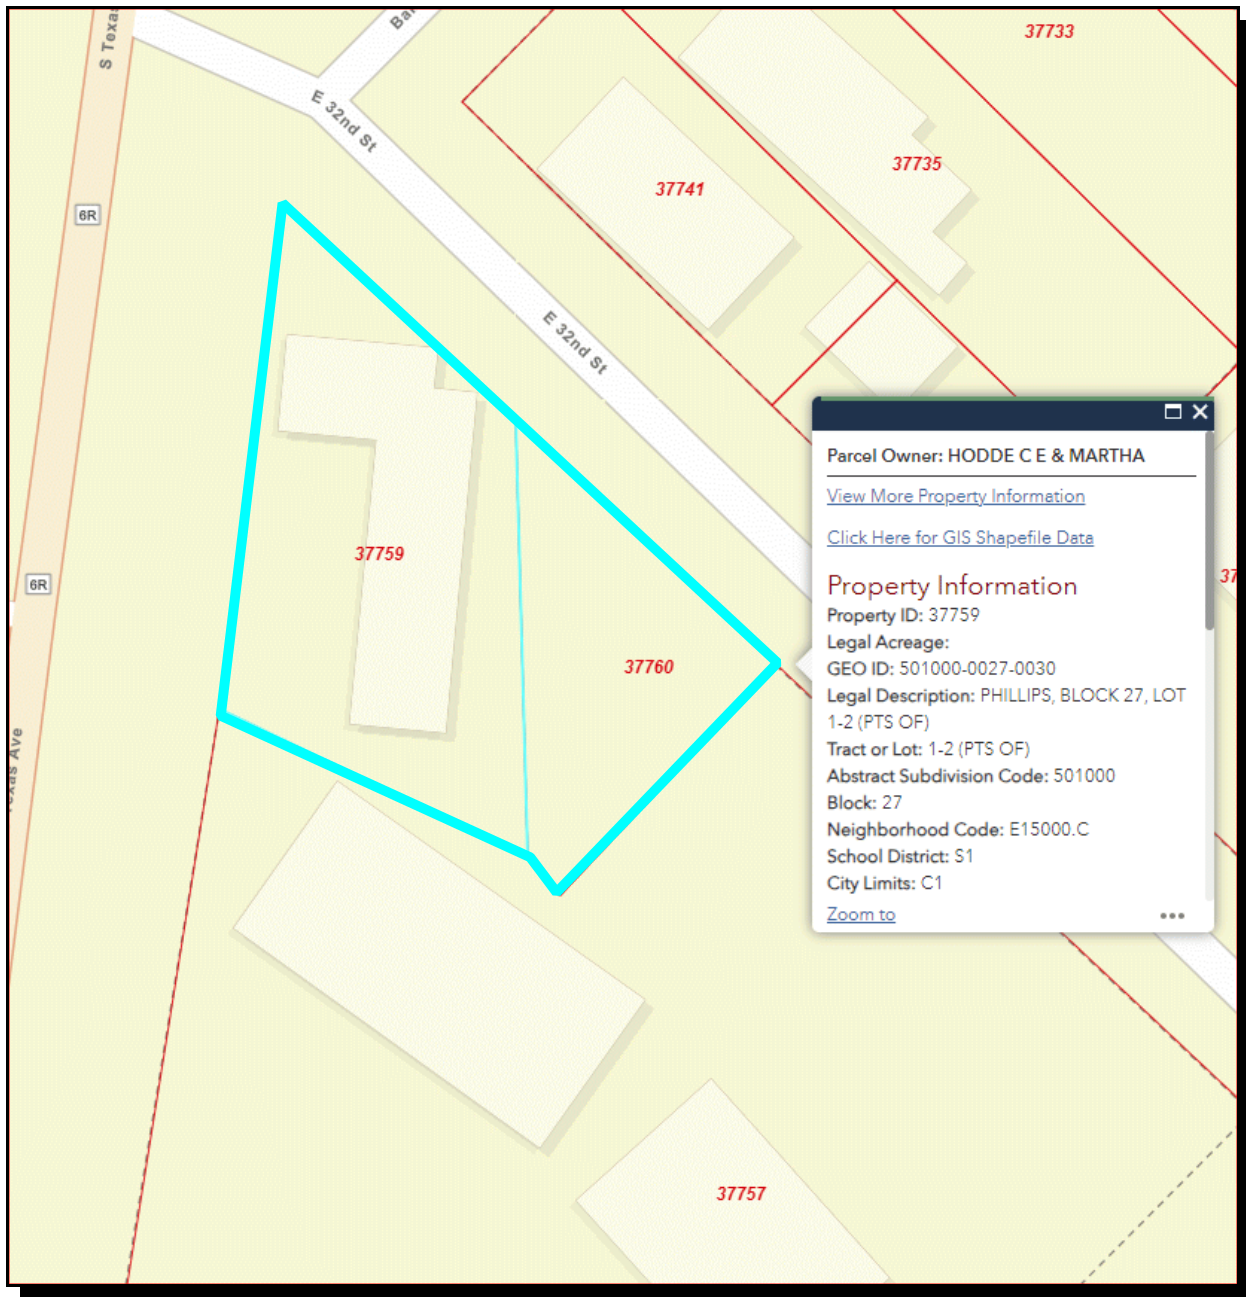 S Texas
Bar
37733
E 32nd St
37735
37741
6R
E 32nd St
Parcel Owner: HODDE C E & MARTHA
View More Property Information
Click Here for GIS Shapefile Data
37759
37
6R
Property Information
Property ID: 37759
Legal Acreage:
GEO ID: 501000-0027-0030
37760
Legal Description: PHILLIPS, BLOCK 27, LOT
1-2 (PTS OF)
Tract or Lot: 1-2 (PTS OF)
Abstract Subdivision Code: 501000
Texas Ave
Block: 27
Neighborhood Code: E15000.C
School District: S1
City Limits: C1
Zoom to
37757